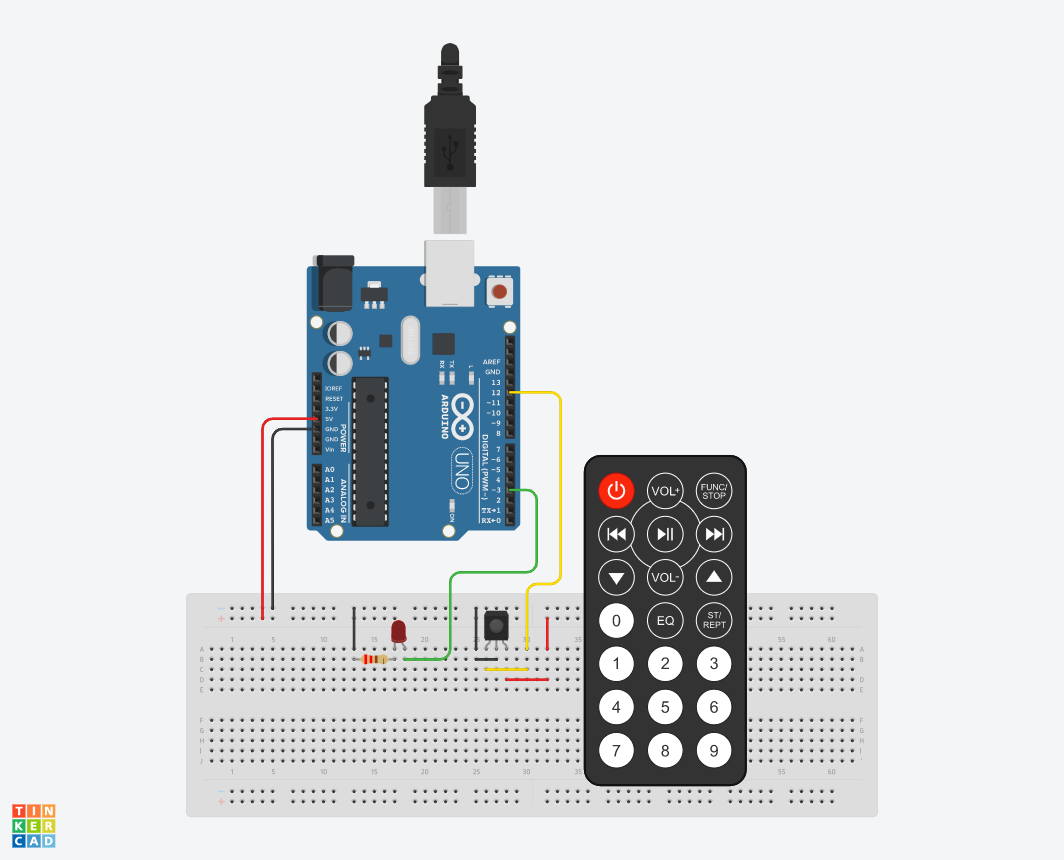 AREF
GND
13
12
~11
~10
~9
8
7
~6
~5
4
~3
2
TX→1
RX←0
RX
TX
L
ARDUINO
UNO
DIGITAL (PWM~)
ON
IOREF
RESET
3.3V
5V
GND
GND
Vin
POWER
A0
A1
A2
A3
A4
A5
ANALOG IN
VOL+
FUNC/
STOP
VOL-
0
EQ
ST/
REPT
1 2 3
4 5 6
7 8 9
− +
1 5 10 15 20 25 30 35 55 60
A A
B B
C C
D D
E E
F F
G G
H H
I I
J
1 5 10 15 20 25 30 35 55 60
− +
TIN
KER
CAD